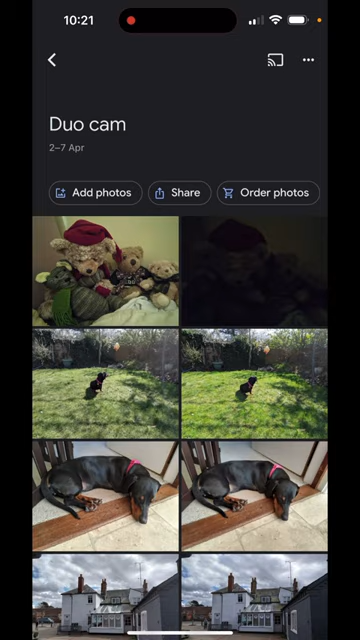 10:21
Duo cam
2–7 Apr
Add photos
Share
Order photos